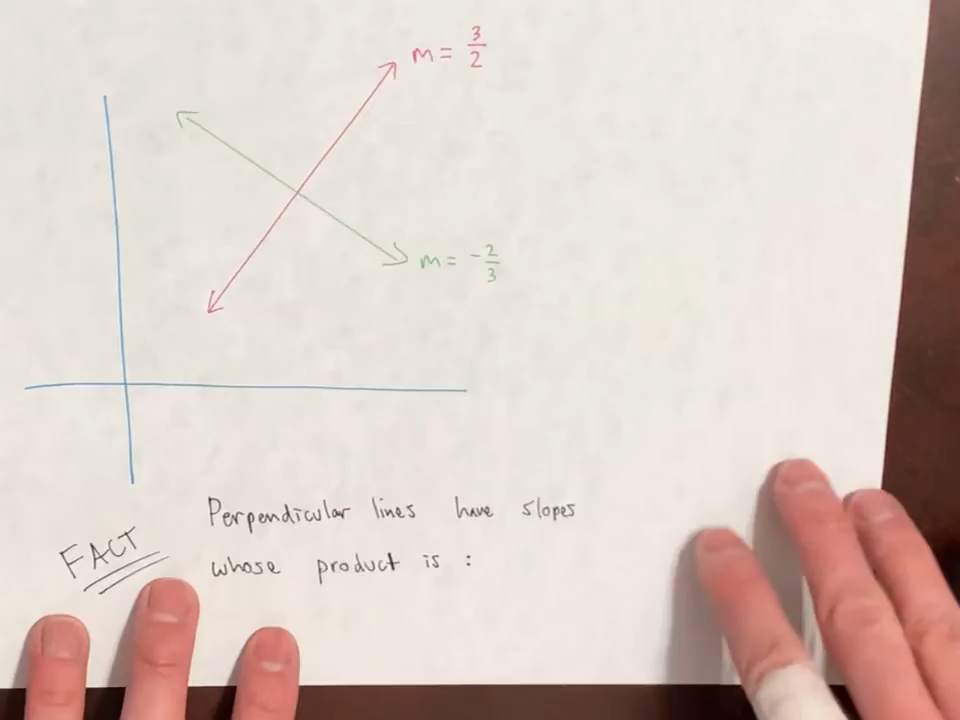 m = 3/2
m = -2/3
Perpendicular lines have slopes
FACT
whose product is :